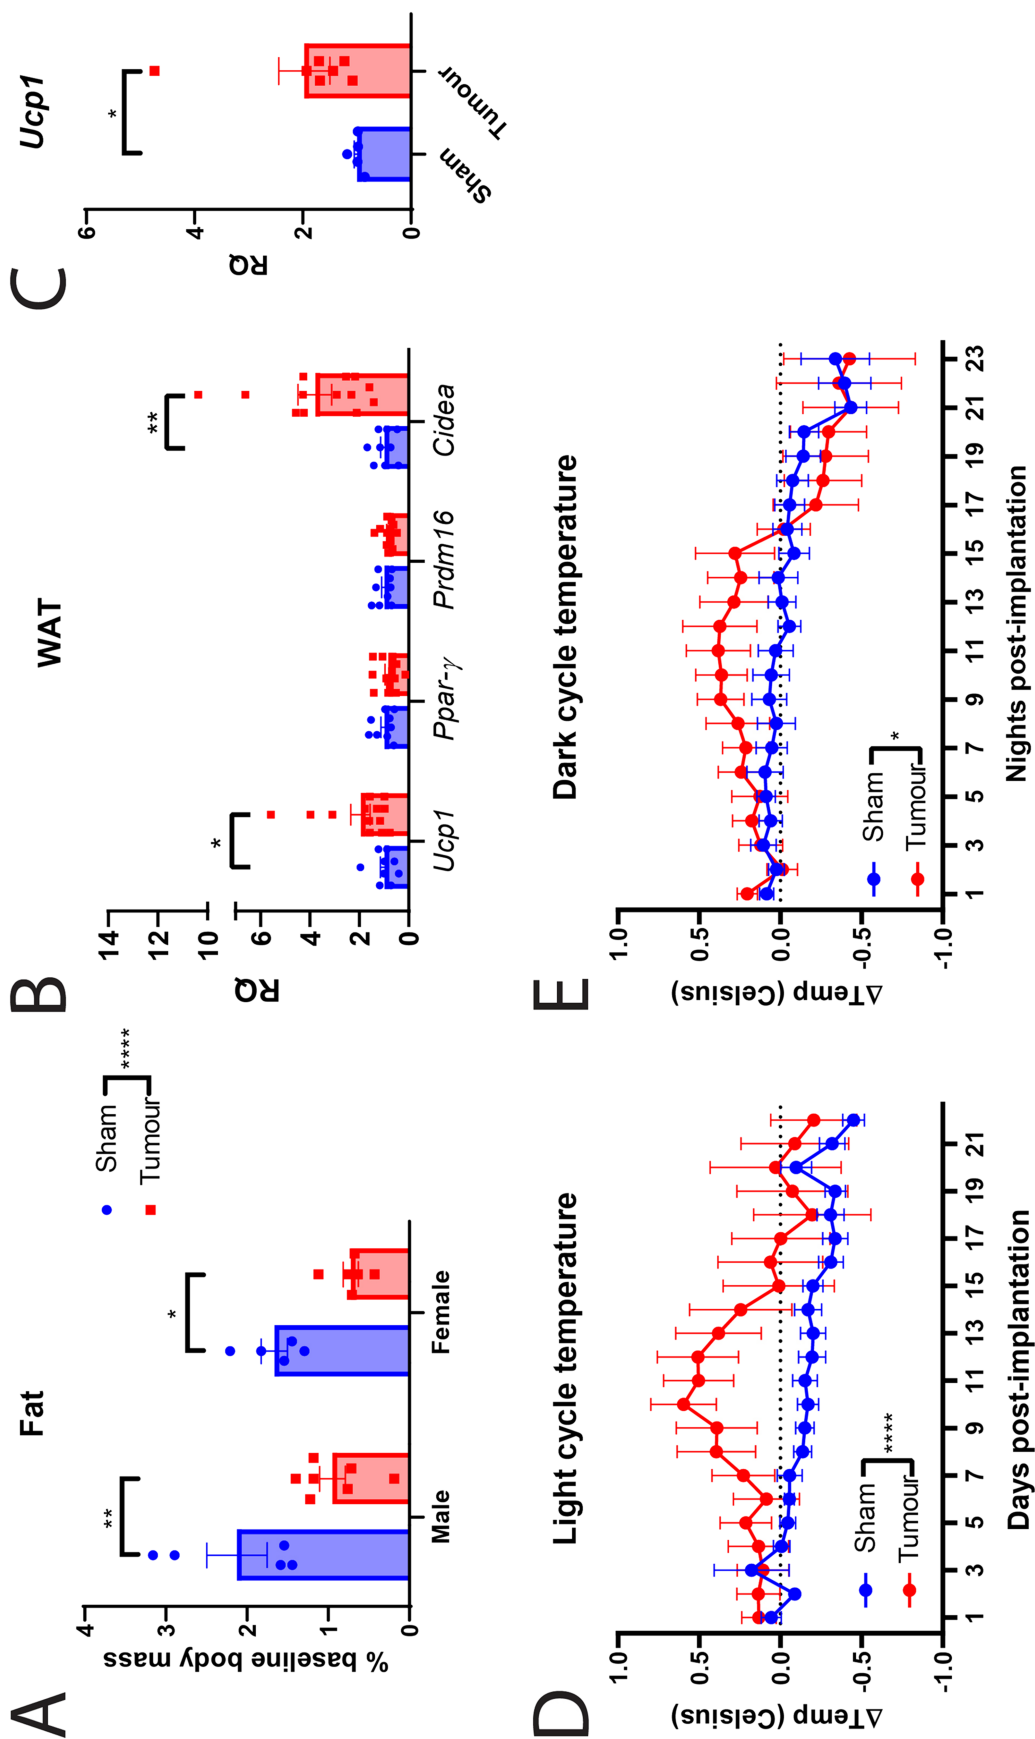 A
Fat
% baseline body mass
4
3
2
1
0
**
*
Male
Female
Sham
Tumour
****
B
WAT
RQ
14
12
10
6
4
2
0
*
**
Ucp1
Ppar-γ
Prdm16
Cidea
C
Ucp1
RQ
6
4
2
0
*
Sham
Tumour
D
Light cycle temperature
ΔTemp (Celsius)
1.0
0.5
0.0
-0.5
-1.0
Sham
Tumour
****
1 3 5 7 9 11 13 15 17 19 21
Days post-implantation
E
Dark cycle temperature
ΔTemp (Celsius)
1.0
0.5
0.0
-0.5
-1.0
Sham
Tumour
*
1 3 5 7 9 11 13 15 17 19 21 23
Nights post-implantation